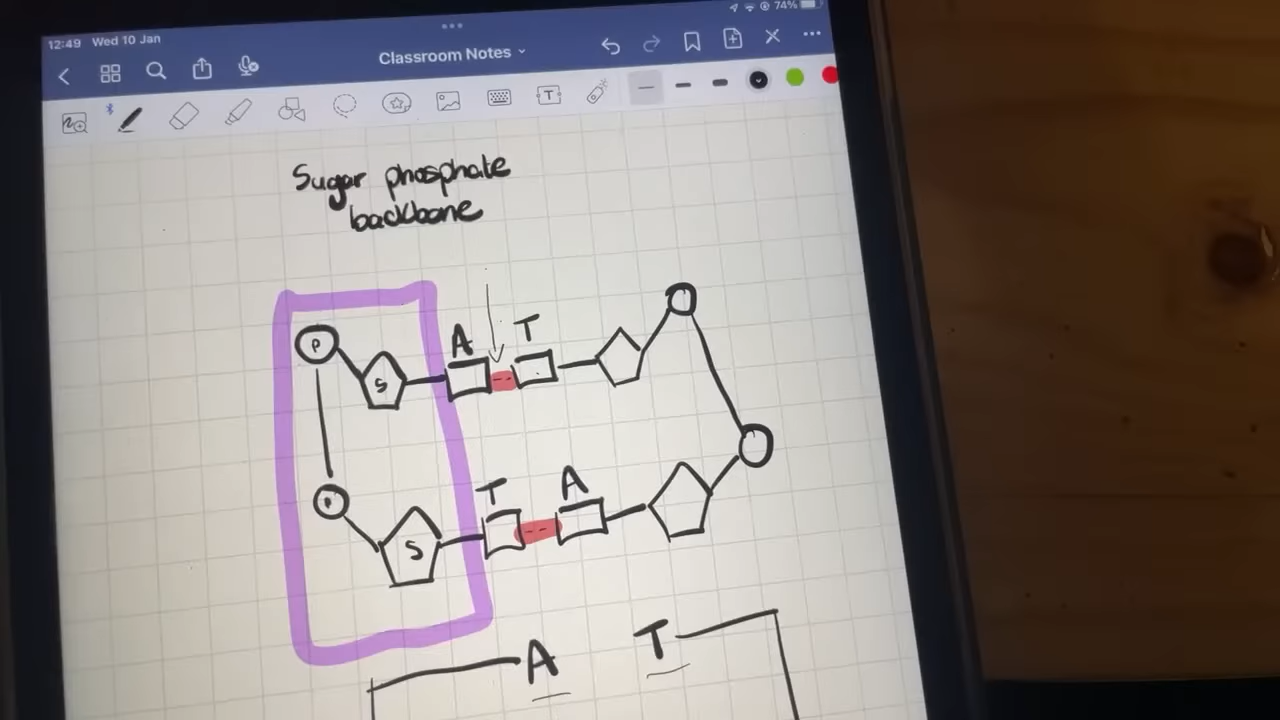 12:49 Wed 10 Jan
74%
Classroom Notes
T
Sugar phosphate
backbone
A T
P
S
T A
S
A T